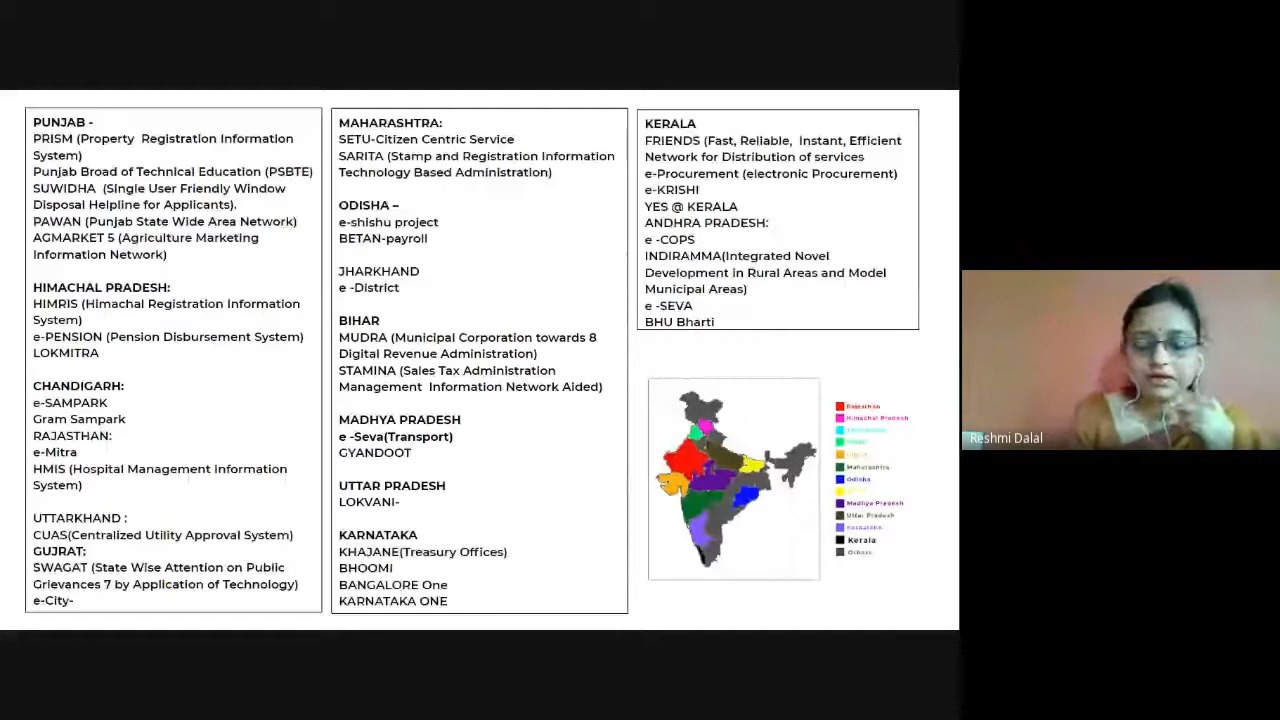 PUNJAB -
PRISM (Property Registration Information
System)
Punjab Broad of Technical Education (PSBTE)
SUWIDHA (Single User Friendly Window
Disposal Helpline for Applicants).
PAWAN (Punjab State Wide Area Network)
AGMARKET 5 (Agriculture Marketing
Information Network)
HIMACHAL PRADESH:
HIMRIS (Himachal Registration Information
System)
e-PENSION (Pension Disbursement System)
LOKMITRA
CHANDIGARH:
e-SAMPARK
Gram Sampark
RAJASTHAN:
e-Mitra
HMIS (Hospital Management Information
System)
UTTARKHAND :
CUAS(Centralized Utility Approval System)
GUJRAT;
SWAGAT (State Wise Attention on Public
Grievances 7 by Application of Technology)
e-City-
MAHARASHTRA:
SETU-Citizen Centric Service
SARITA (Stamp and Registration Information
Technology Based Administration)
ODISHA –
e-shishu project
BETAN-payroll
JHARKHAND
e -District
BIHAR
MUDRA (Municipal Corporation towards 8
Digital Revenue Administration)
STAMINA (Sales Tax Administration
Management Information Network Aided)
MADHYA PRADESH
e -Seva(Transport)
GYANDOOT
UTTAR PRADESH
LOKVANI-
KARNATAKA
KHAJANE(Treasury Offices)
BHOOMI
BANGALORE One
KARNATAKA ONE
KERALA
FRIENDS (Fast, Reliable, Instant, Efficient
Network for Distribution of services
e-Procurement (electronic Procurement)
e-KRISHI
YES @ KERALA
ANDHRA PRADESH:
e -COPS
INDIRAMMA(Integrated Novel
Development in Rural Areas and Model
Municipal Areas)
e -SEVA
BHU Bharti
Rajasthan
Himachal Pradesh
Maharashtra
Odisha
Madhya Pradesh
Uttar Pradesh
Karnataka
Kerala
Others
Reshmi Dalal